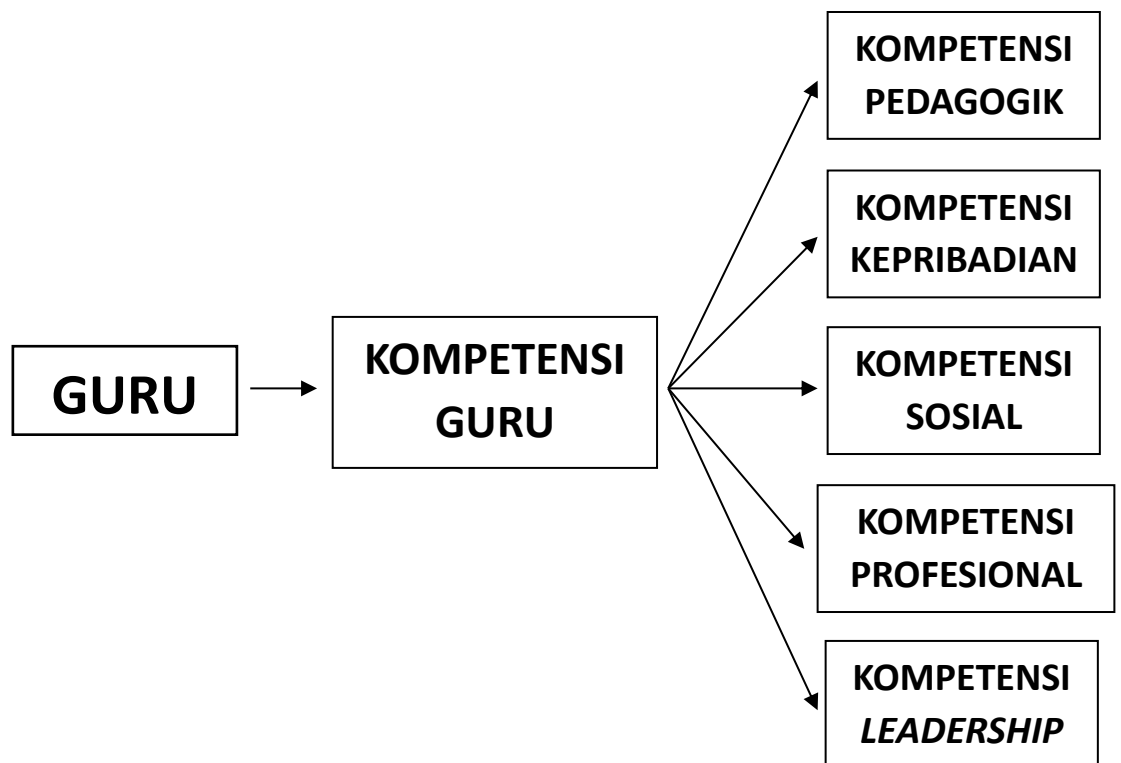 GURU
KOMPETENSI
GURU
KOMPETENSI
PEDAGOGIK
KOMPETENSI
KEPRIBADIAN
KOMPETENSI
SOSIAL
KOMPETENSI
PROFESIONAL
KOMPETENSI
LEADERSHIP